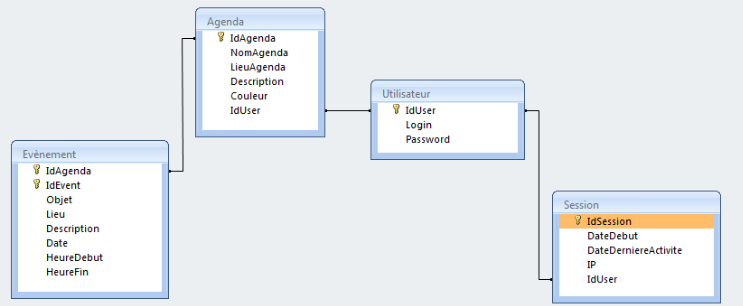 Agenda
IdAgenda
NomAgenda
LieuAgenda
Description
Couleur
IdUser
Utilisateur
IdUser
Login
Password
Evènement
IdAgenda
IdEvent
Objet
Lieu
Description
Date
HeureDebut
HeureFin
Session
IdSession
DateDebut
DateDerniereActivite
IP
IdUser